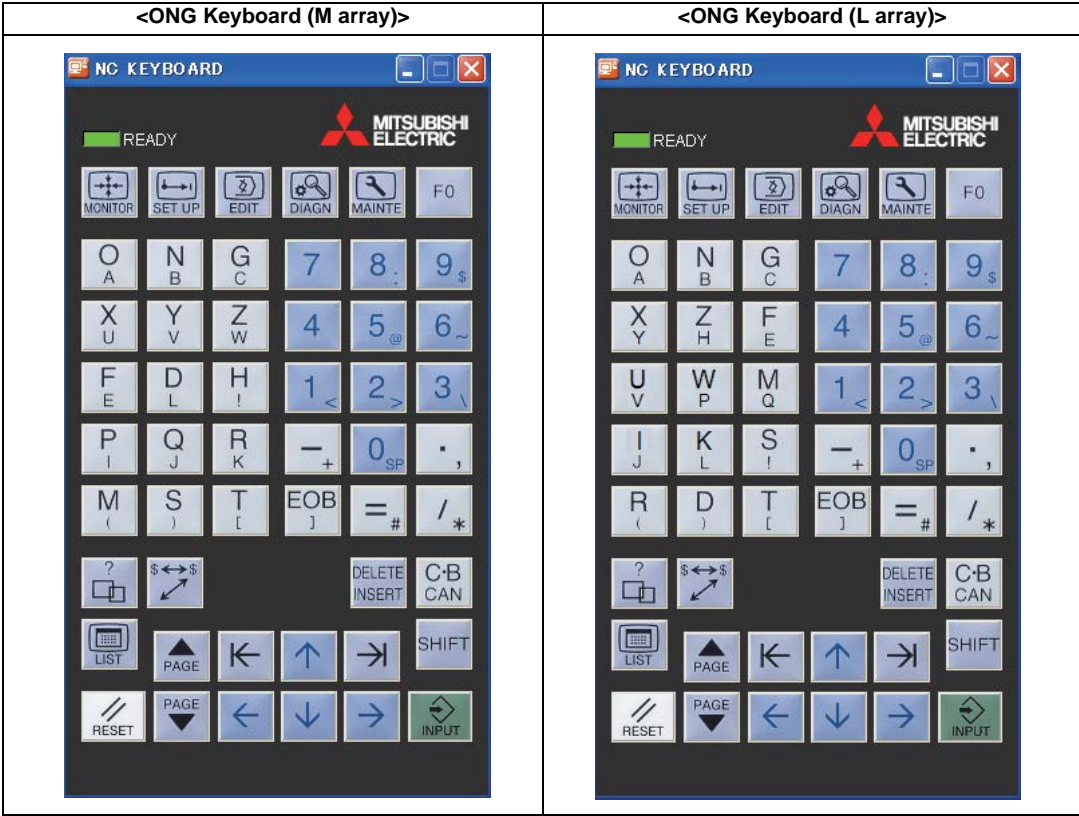 <ONG Keyboard (M array)>
NC KEYBOARD
READY
MITSUBISHI
ELECTRIC
MONITOR SET UP EDIT DIAGN MAINTE F0
O N G 7 8 . 9 $
A B C
X Y Z 4 5 @ 6 ~
U V W
F D H 1 < 2 > 3 \
E L !
P Q R - + 0 SP . ,
I J K
M S T EOB = # / *
( ) [ ]
? $↔$ DELETE C·B
INSERT CAN
LIST PAGE SHIFT
RESET PAGE INPUT
<ONG Keyboard (L array)>
NC KEYBOARD
READY
MITSUBISHI
ELECTRIC
MONITOR SET UP EDIT DIAGN MAINTE F0
O N G 7 8 . 9 $
A B C
X Z F 4 5 @ 6 ~
Y H E
U W M 1 < 2 > 3 \
V P Q
I K S - + 0 SP . ,
J L !
R D T EOB = # / *
( ) [ ]
? $↔$ DELETE C·B
INSERT CAN
LIST PAGE SHIFT
RESET PAGE INPUT